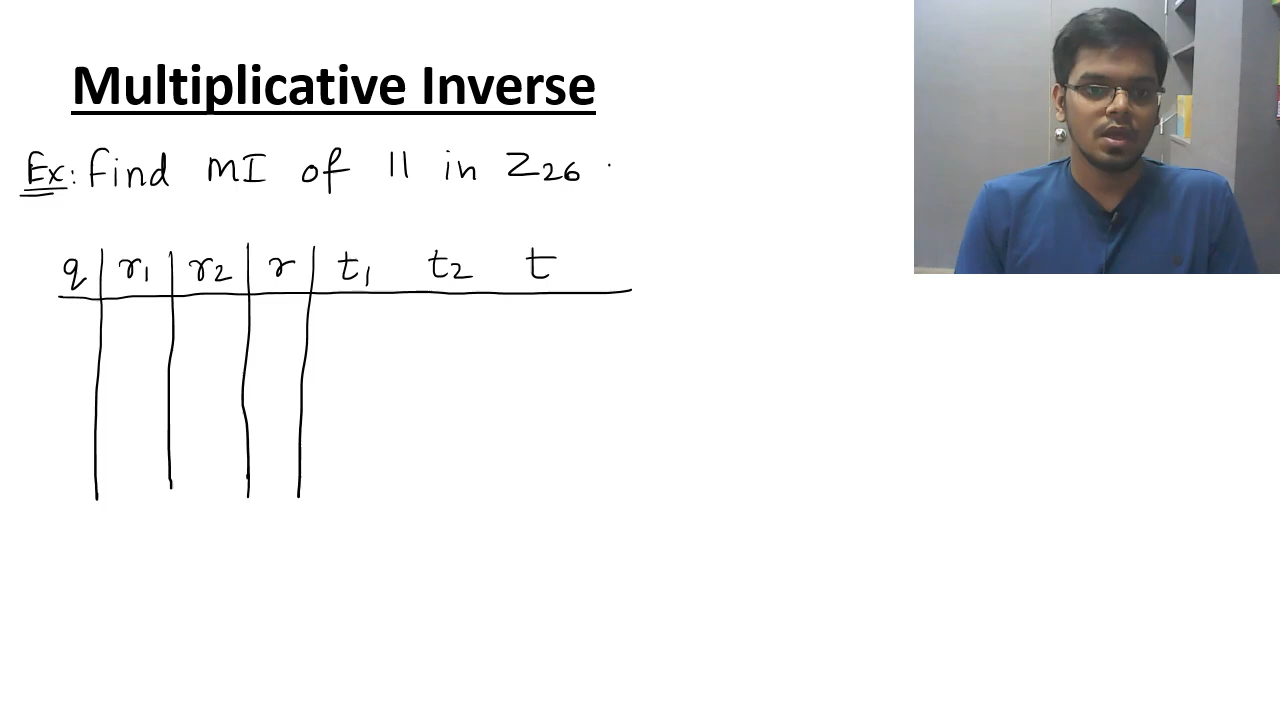 Multiplicative Inverse
Ex: Find MI of 11 in Z26.
q r1 r2 r t1 t2 t